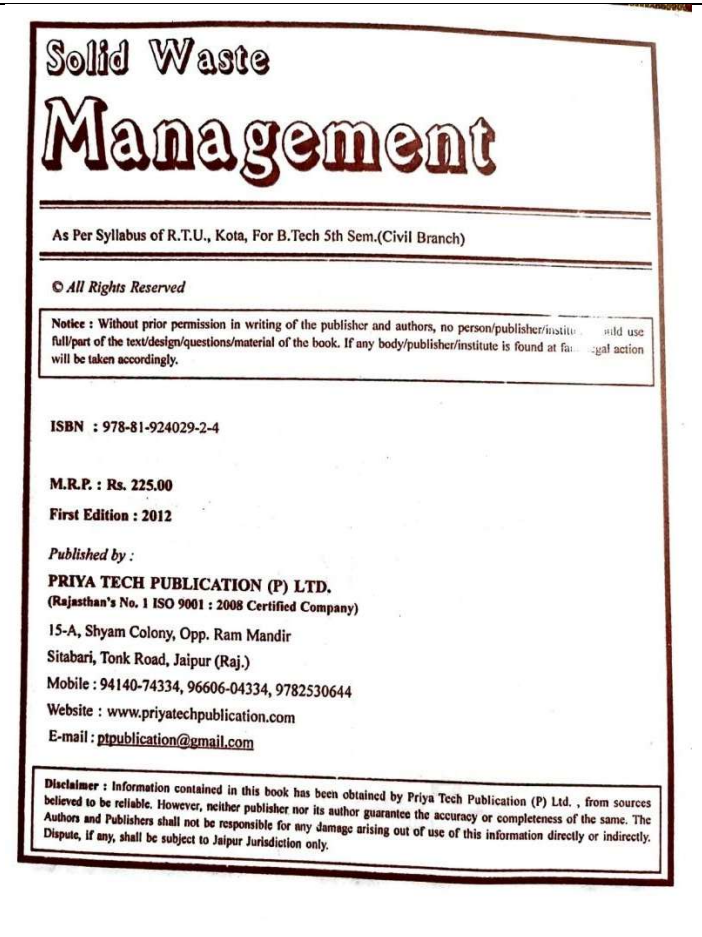 Solid Waste
Management
As Per Syllabus of R.T.U., Kota, For B.Tech 5th Sem.(Civil Branch)
© All Rights Reserved
Notice : Without prior permission in writing of the publisher and authors, no person/publisher/institu use
full/part of the text/design/questions/material of the book. If any body/publisher/institute is found at action
will be taken accordingly.
ISBN : 978-81-924029-2-4
M.R.P. : Rs. 225.00
First Edition : 2012
Published by :
PRIYA TECH PUBLICATION (P) LTD.
(Rajasthan's No. 1 ISO 9001 : 2008 Certified Company)
15-A, Shyam Colony, Opp. Ram Mandir
Sitabari, Tonk Road, Jaipur (Raj.)
Mobile : 94140-74334, 96606-04334, 9782530644
Website : www.priyatechpublication.com
E-mail : ptpublication@gmail.com
Disclaimer : Information contained in this book has been obtained by Priya Tech Publication (P) Ltd. , from sources
believed to be reliable. However, neither publisher nor its author guarantee the accuracy or completeness of the same. The
Authors and Publishers shall not be responsible for any damage arising out of use of this information directly or indirectly.
Dispute, if any, shall be subject to Jaipur Jurisdiction only.